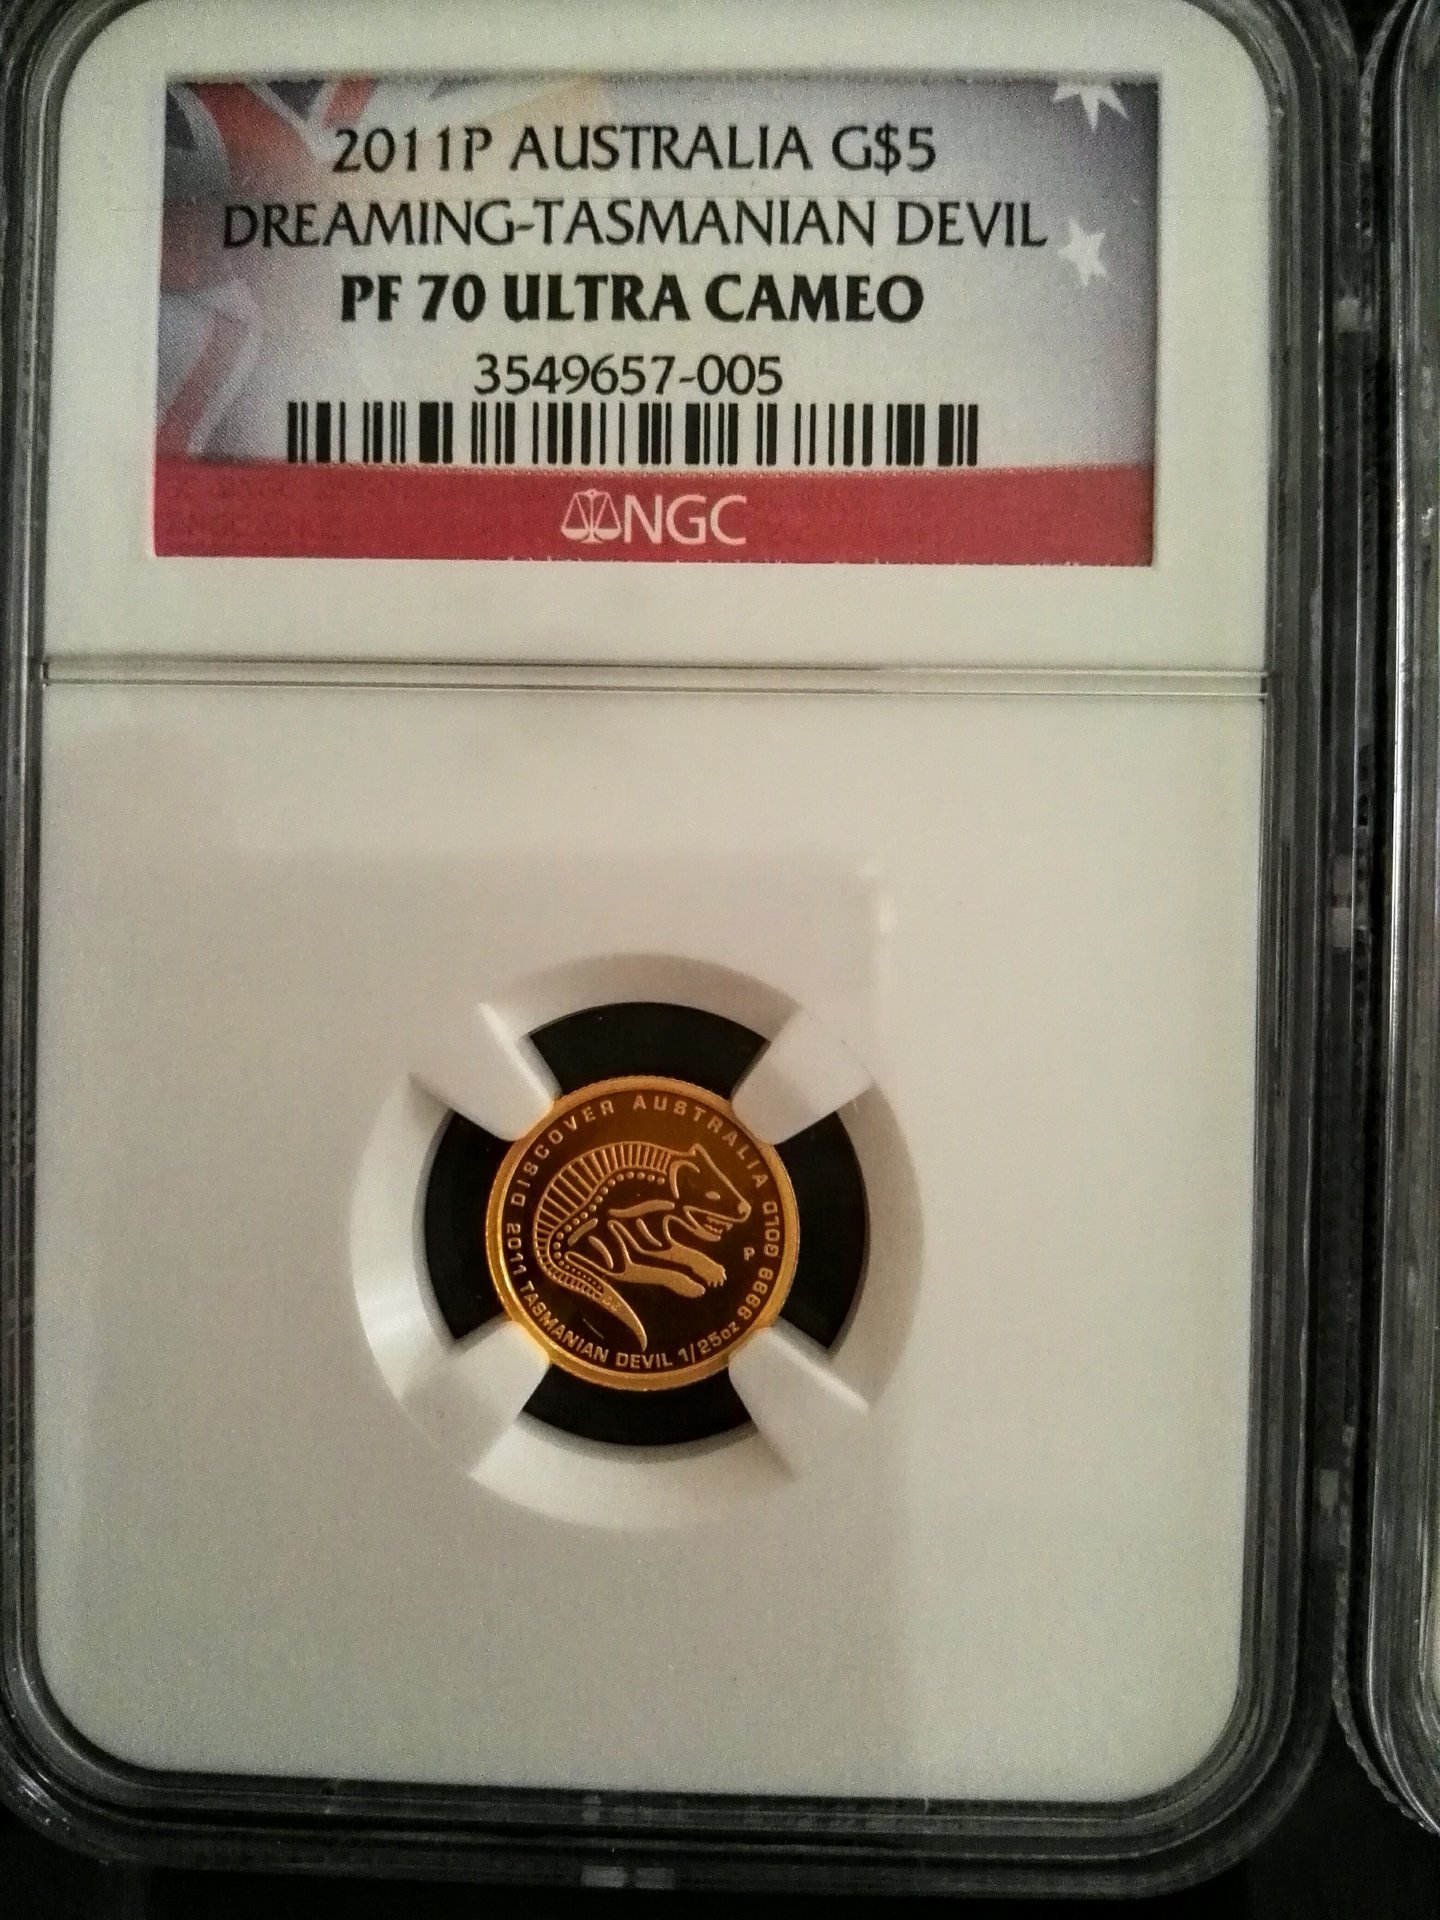 2011P AUSTRALIA G$5
DREAMING-TASMANIAN DEVIL
PF 70 ULTRA CAMEO
3549657-005
NGC
DISCOVER AUSTRALIA
2011 TASMANIAN DEVIL 1/25oz 9999 GOLD
P